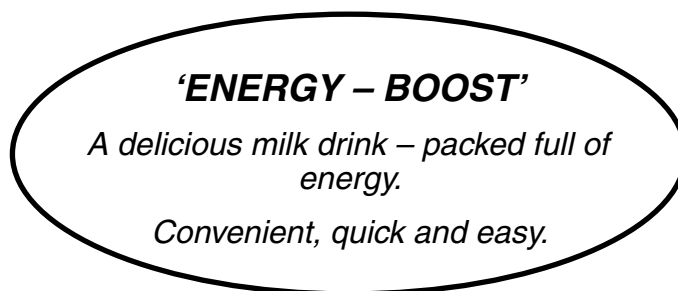 ‘ENERGY – BOOST’
A delicious milk drink – packed full of
energy.
Convenient, quick and easy.